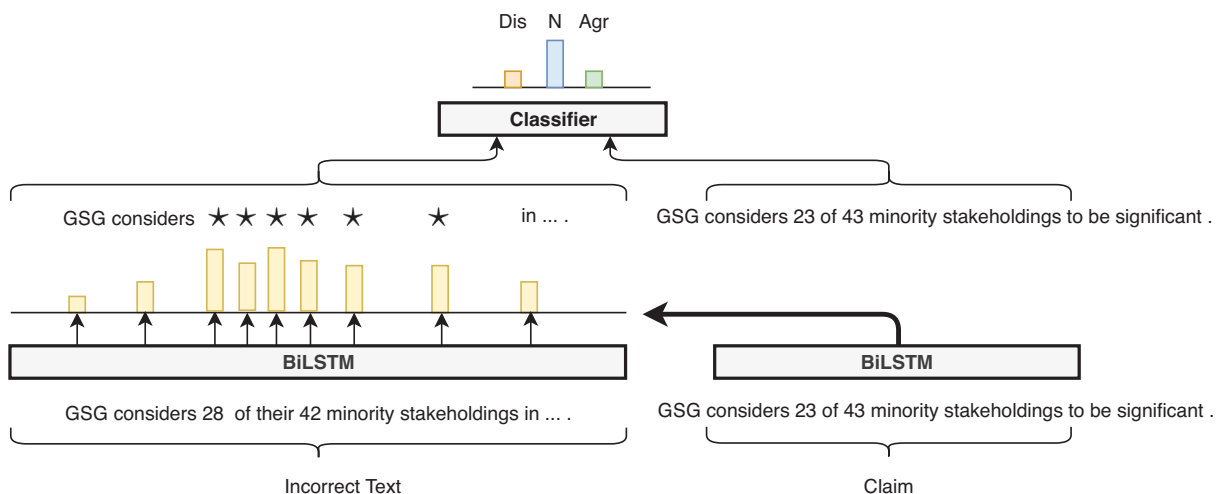 Dis N Agr
Classifier
GSG considers ★ ★ ★ ★ ★ ★ in ... .
GSG considers 23 of 43 minority stakeholdings to be significant .
BiLSTM
BiLSTM
GSG considers 28 of their 42 minority stakeholdings in ... .
GSG considers 23 of 43 minority stakeholdings to be significant .
Incorrect Text
Claim